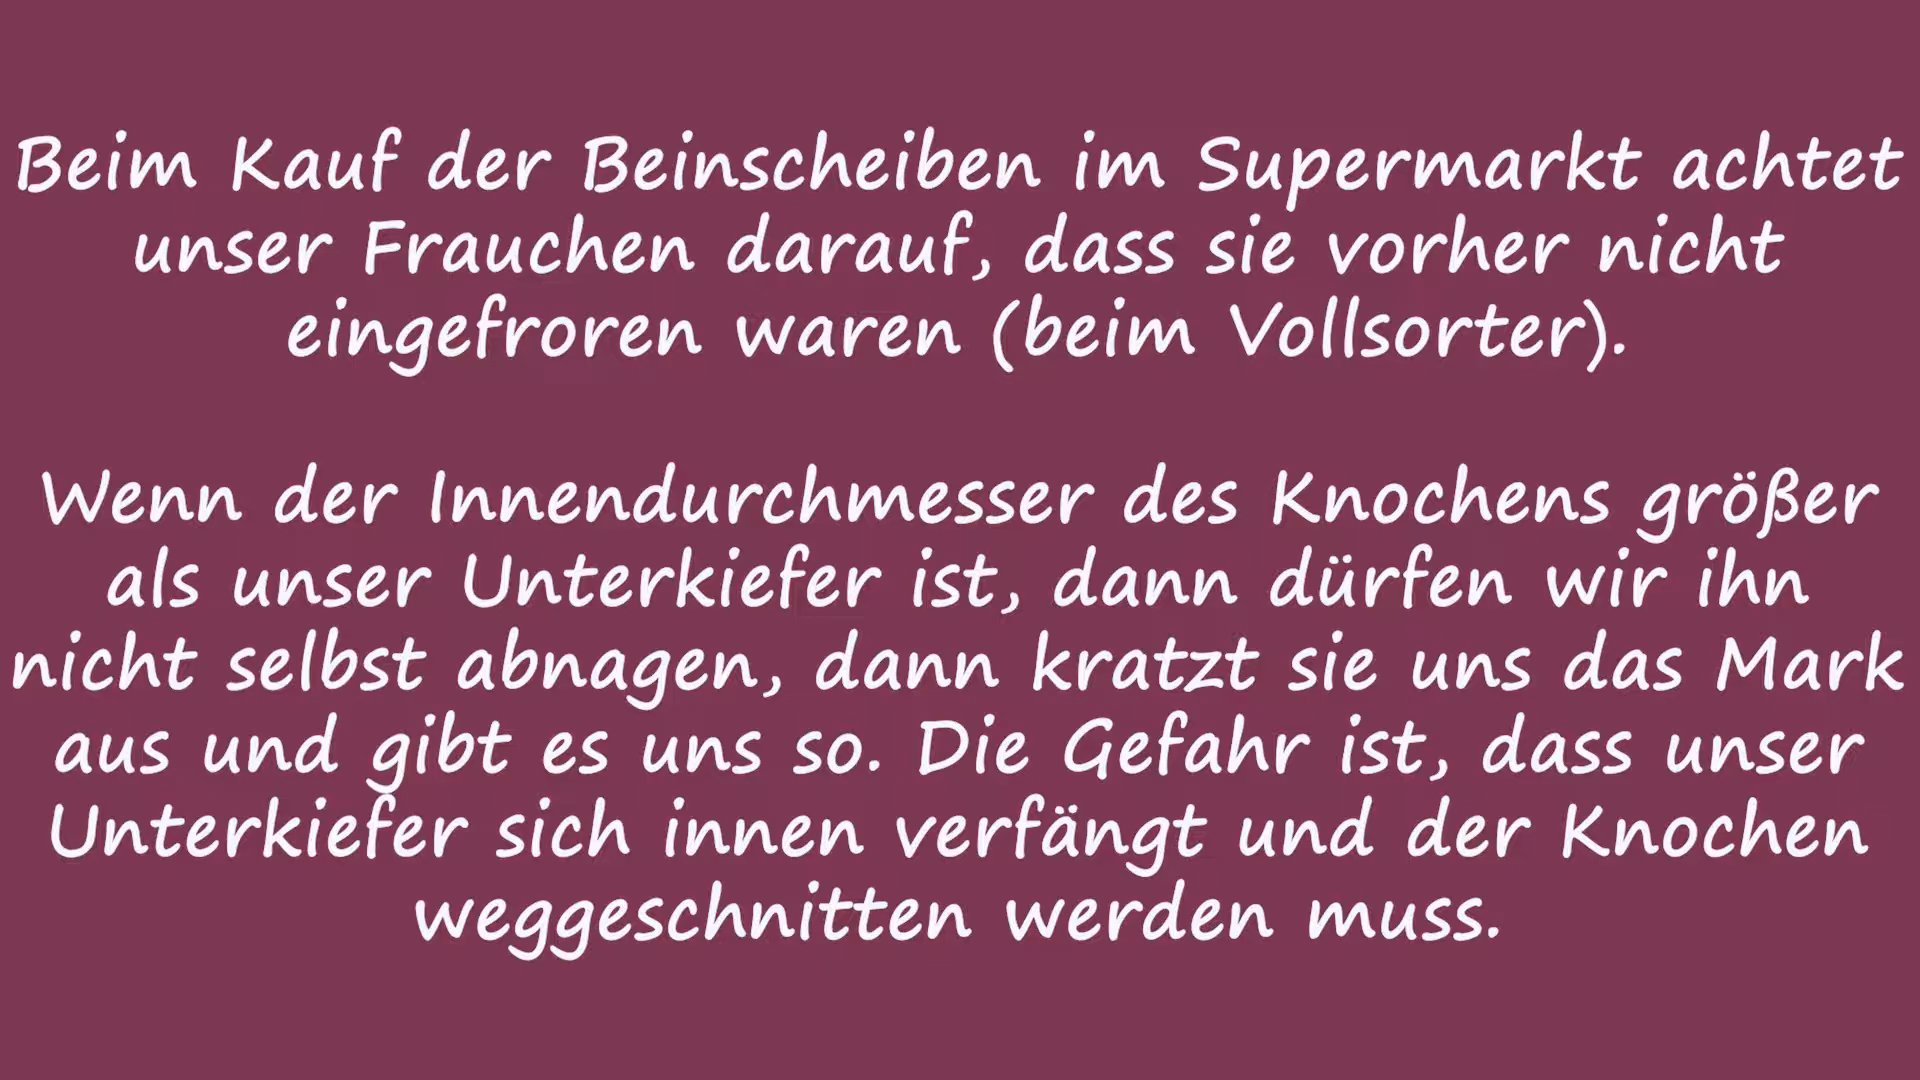 Beim Kauf der Beinscheiben im Supermarkt achtet
unser Frauchen darauf, dass sie vorher nicht
eingefroren waren (beim Vollsorter).
Wenn der Innendurchmesser des Knochens größer
als unser Unterkiefer ist, dann dürfen wir ihn
nicht selbst abnagen, dann kratzt sie uns das Mark
aus und gibt es uns so. Die Gefahr ist, dass unser
Unterkiefer sich innen verfängt und der Knochen
weggeschnitten werden muss.